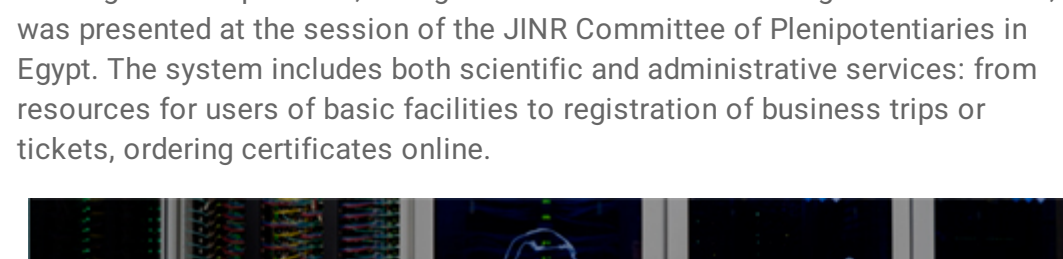 was presented at the session of the JINR Committee of Plenipotentiaries in
Egypt. The system includes both scientific and administrative services: from
resources for users of basic facilities to registration of business trips or
tickets, ordering certificates online.